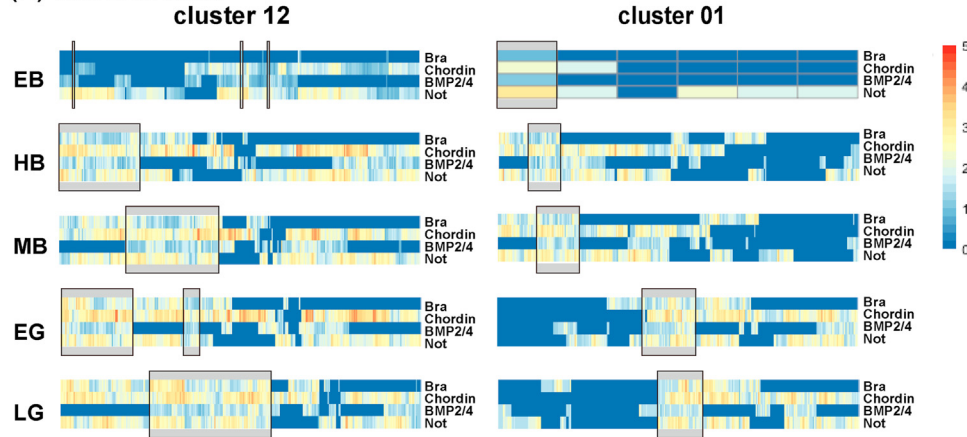 cluster 12
cluster 01
EB
Bra
Chordin
BMP2/4
Not
Bra
Chordin
BMP2/4
Not
HB
Bra
Chordin
BMP2/4
Not
Bra
Chordin
BMP2/4
Not
MB
Bra
Chordin
BMP2/4
Not
Bra
Chordin
BMP2/4
Not
EG
Bra
Chordin
BMP2/4
Not
Bra
Chordin
BMP2/4
Not
LG
Bra
Chordin
BMP2/4
Not
Bra
Chordin
BMP2/4
Not
5
4
3
2
1
0